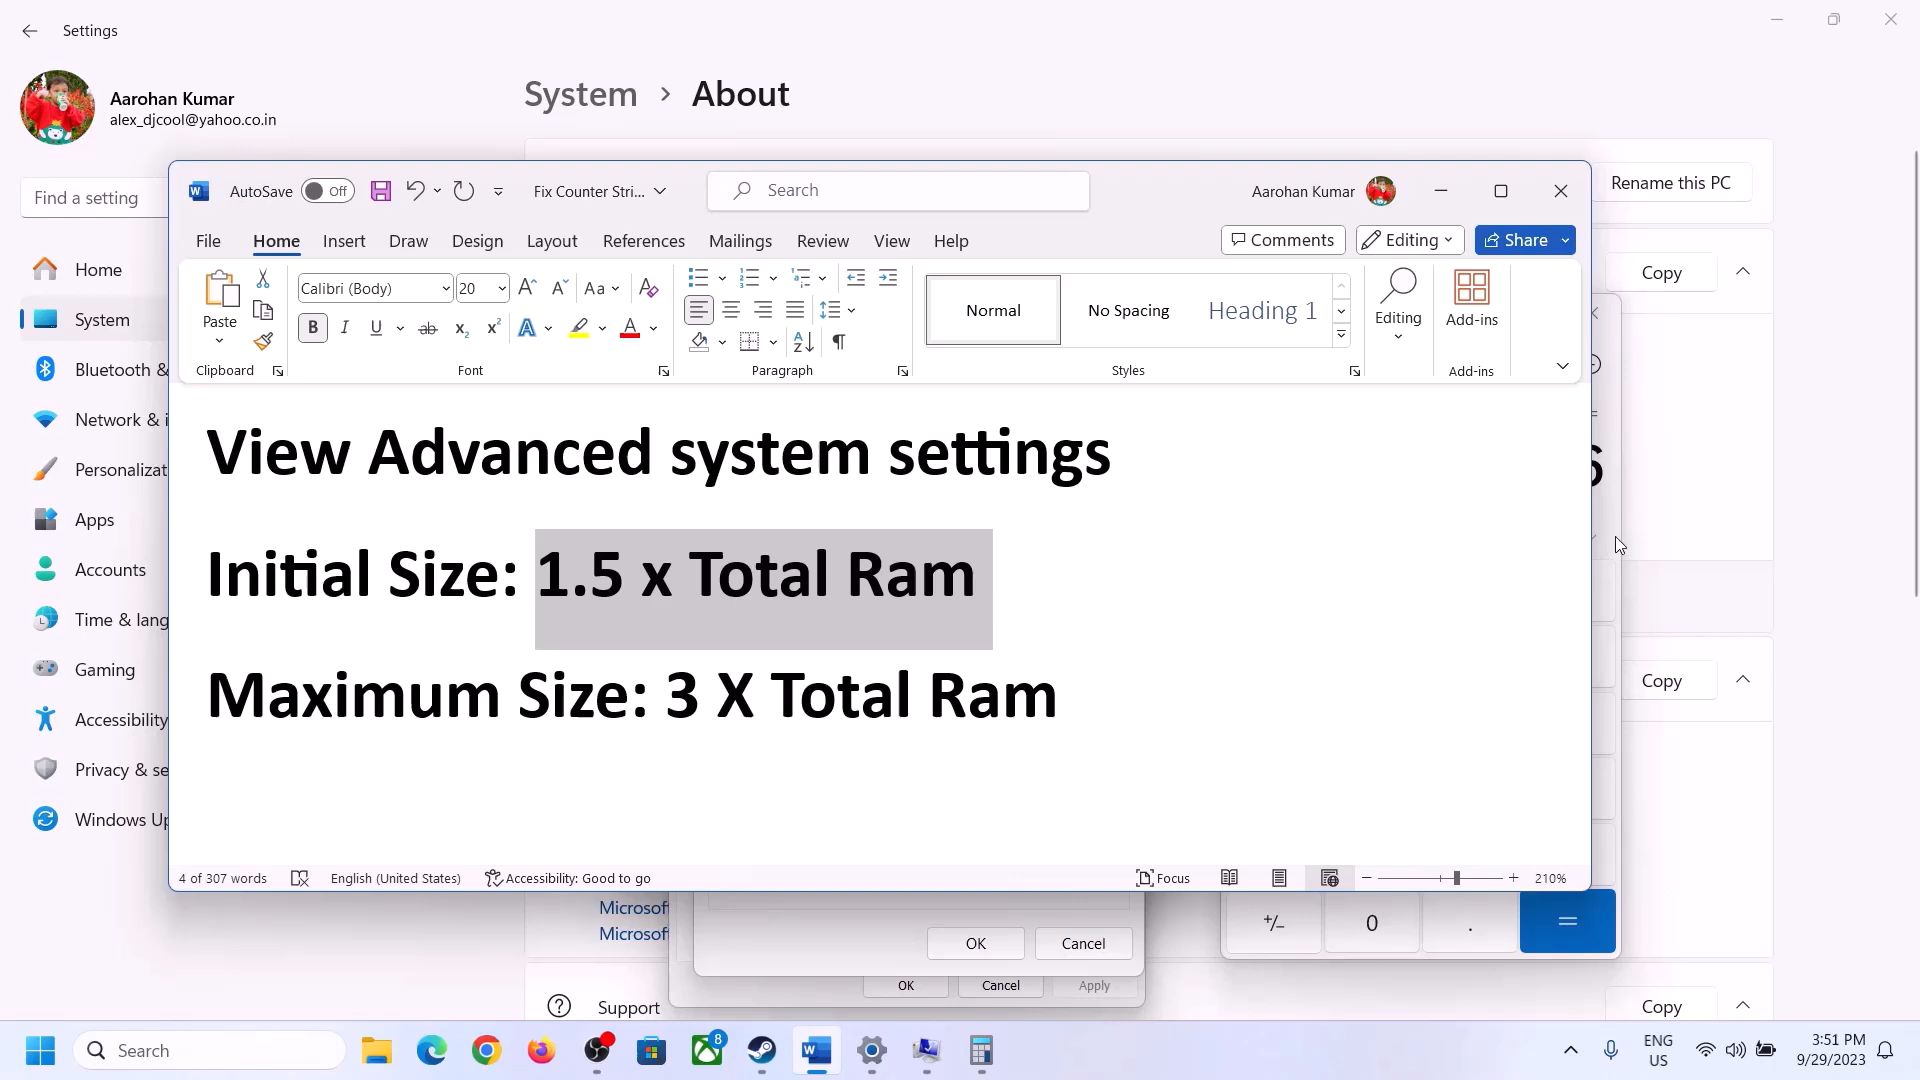 Settings
Aarohan Kumar
alex_djcool@yahoo.co.in
System > About
Find a setting
Home
System
Bluetooth &
Network & i
Personalizat
Apps
Accounts
Time & lang
Gaming
Accessibility
Privacy & se
Windows Up
Rename this PC
Copy
Copy
Copy
AutoSave Off
Fix Counter Stri...
Search
Aarohan Kumar
File Home Insert Draw Design Layout References Mailings Review View Help
Comments Editing Share
Paste
Calibri (Body) 20
Normal No Spacing Heading 1
Editing
Add-ins
Clipboard Font Paragraph Styles Add-ins
View Advanced system settings
Initial Size: 1.5 x Total Ram
Maximum Size: 3 X Total Ram
4 of 307 words English (United States) Accessibility: Good to go Focus 210%
Microsof
Microsof
OK Cancel
OK Cancel Apply
+/- 0 . =
Support
Search
8
ENG
US
3:51 PM
9/29/2023